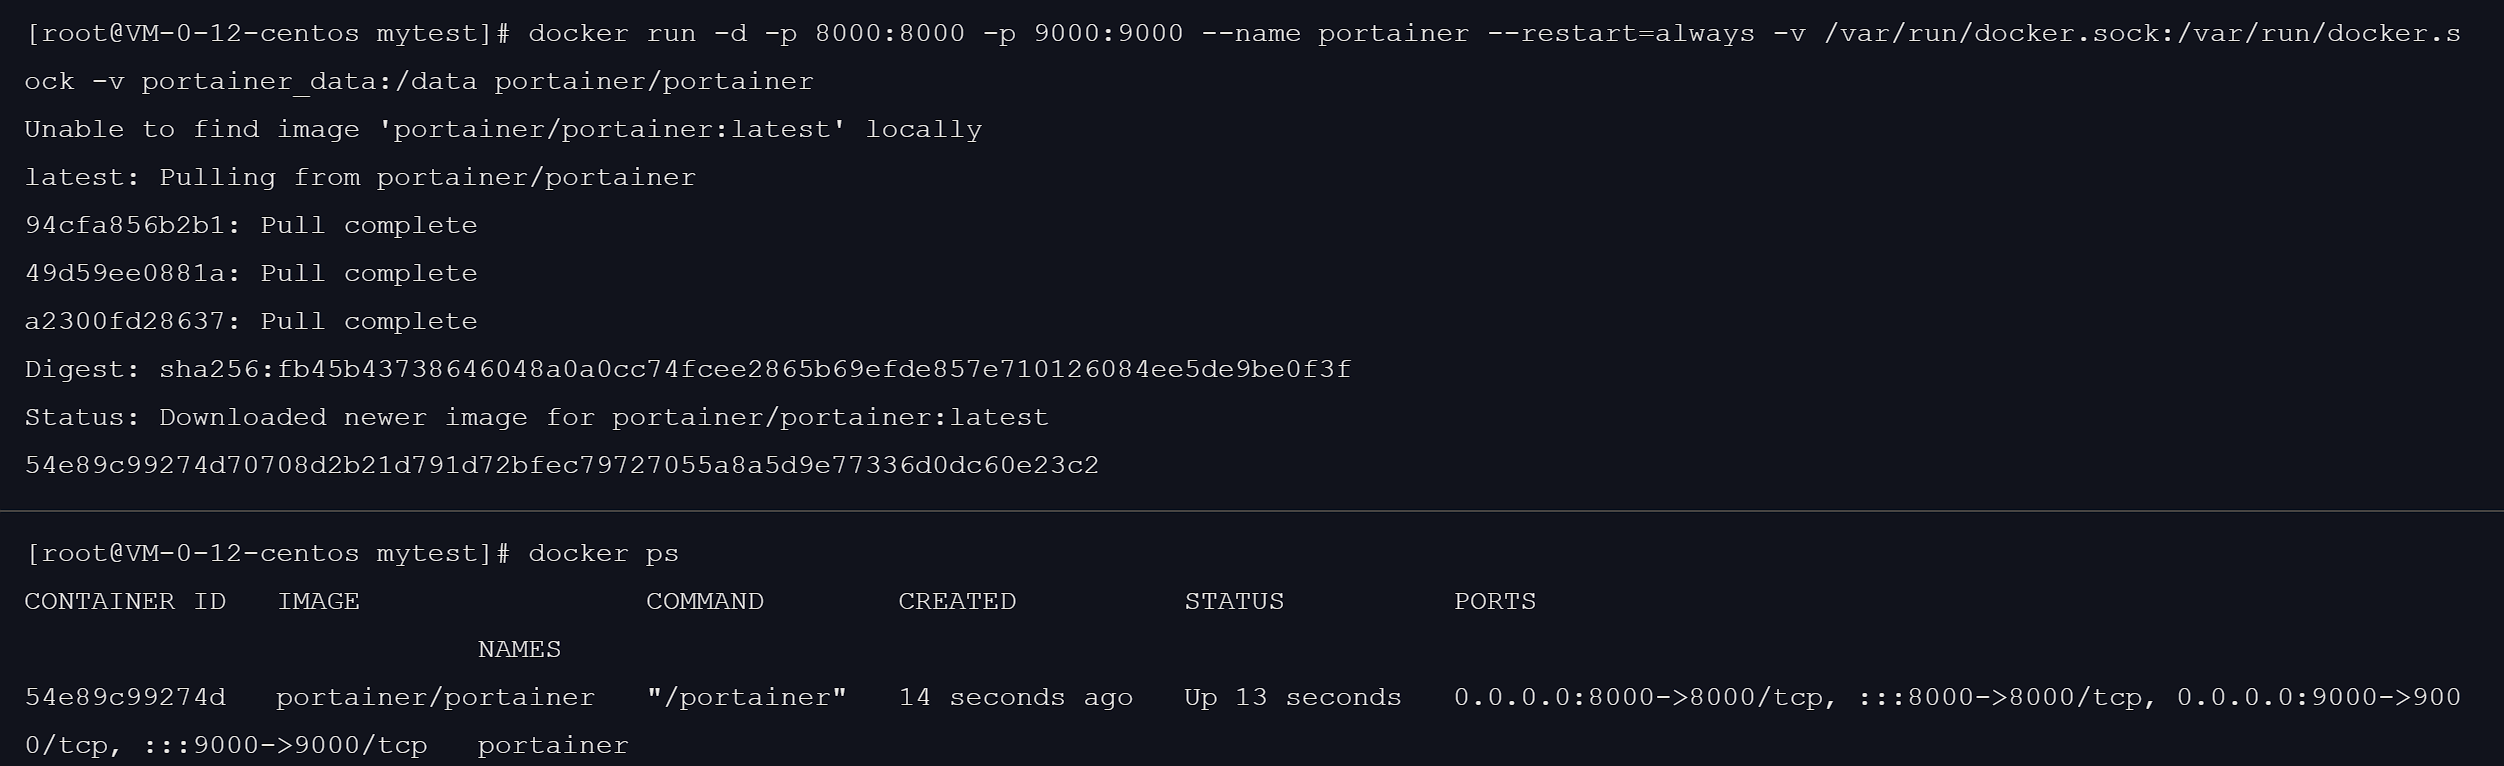 [root@VM-0-12-centos mytest]# docker run -d -p 8000:8000 -p 9000:9000 --name portainer --restart=always -v /var/run/docker.sock:/var/run/docker.s
ock -v portainer_data:/data portainer/portainer
Unable to find image 'portainer/portainer:latest' locally
latest: Pulling from portainer/portainer
94cfa856b2b1: Pull complete
49d59ee0881a: Pull complete
a2300fd28637: Pull complete
Digest: sha256:fb45b43738646048a0a0cc74fcee2865b69efde857e710126084ee5de9be0f3f
Status: Downloaded newer image for portainer/portainer:latest
54e89c99274d70708d2b21d791d72bfec79727055a8a5d9e77336d0dc60e23c2
[root@VM-0-12-centos mytest]# docker ps
CONTAINER ID   IMAGE                 COMMAND        CREATED          STATUS          PORTS
                           NAMES
54e89c99274d   portainer/portainer   "/portainer"   14 seconds ago   Up 13 seconds   0.0.0.0:8000->8000/tcp, :::8000->8000/tcp, 0.0.0.0:9000->900
0/tcp, :::9000->9000/tcp   portainer